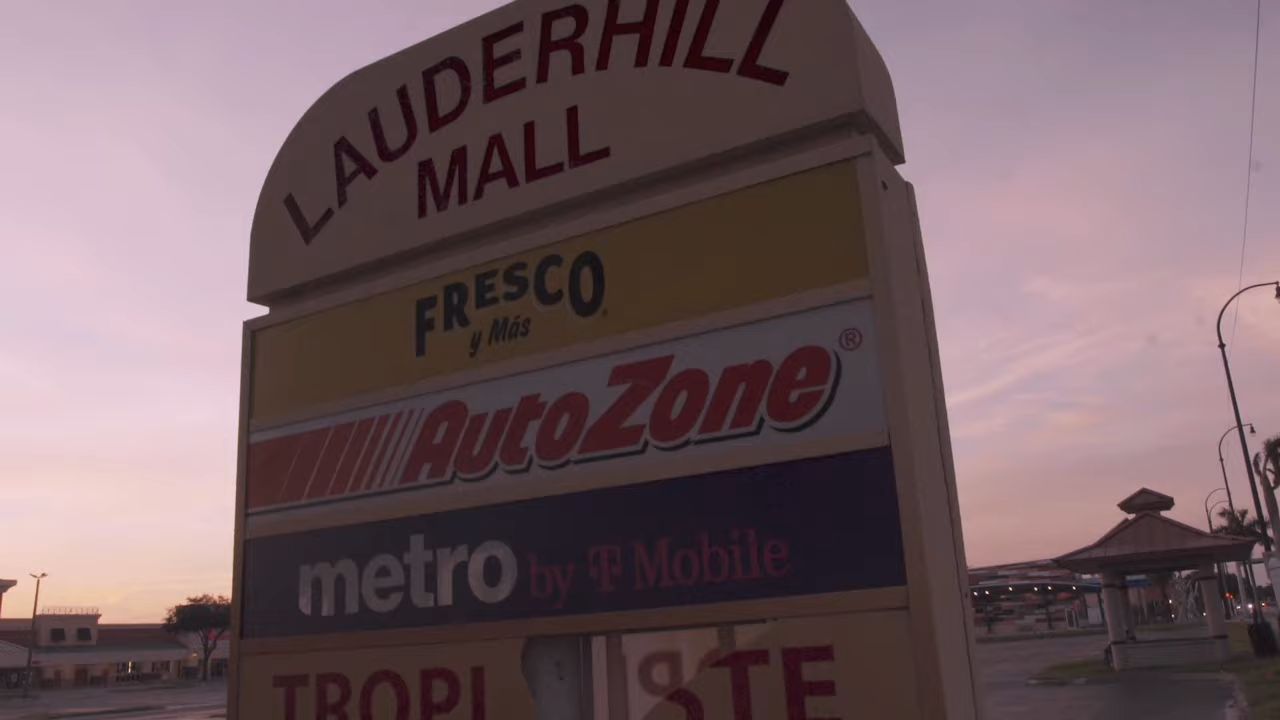 LAUDERHILL
MALL
FRESCO
y Más
AutoZone®
metro by T Mobile
TROPI STE